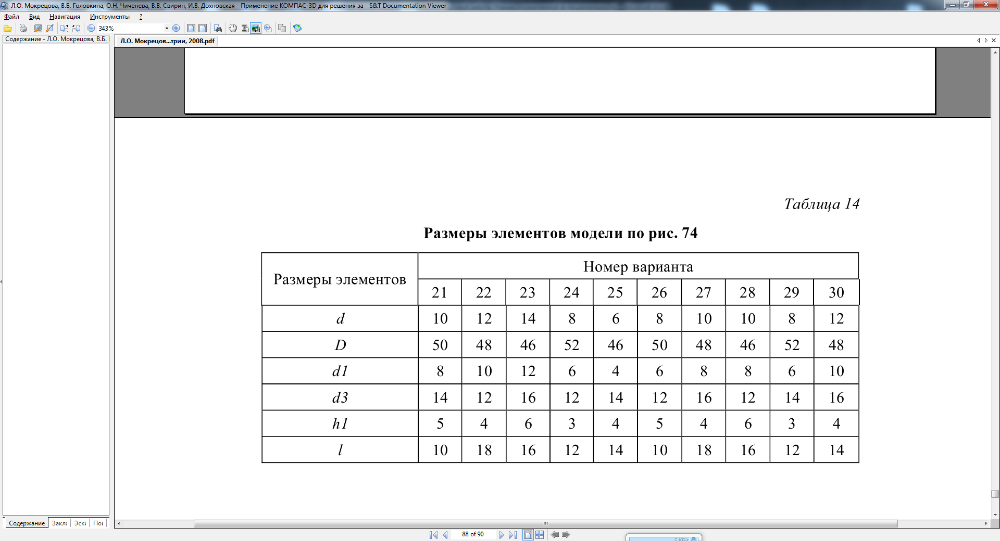 Л.О. Мокрецова, В.Б. Головкина, О.Н. Чиченева, В.В. Свирин, И.В. Дохновская - Применение КОМПАС-3D для решения за - S&T Documentation Viewer
Файл Вид Навигация Инструменты ?
343%
Содержание - Л.О. Мокрецова, В.Б.
Л.О. Мокрецов...трии, 2008.pdf
Таблица 14
Размеры элементов модели по рис. 74
Размеры элементов Номер варианта
21 22 23 24 25 26 27 28 29 30
d 10 12 14 8 6 8 10 10 8 12
D 50 48 46 52 46 50 48 46 52 48
d1 8 10 12 6 4 6 8 8 6 10
d3 14 12 16 12 14 12 16 12 14 16
h1 5 4 6 3 4 5 4 6 3 4
l 10 18 16 12 14 10 18 16 12 14
Содержание Закла Эски Пои
88 of 90
5 KB/s